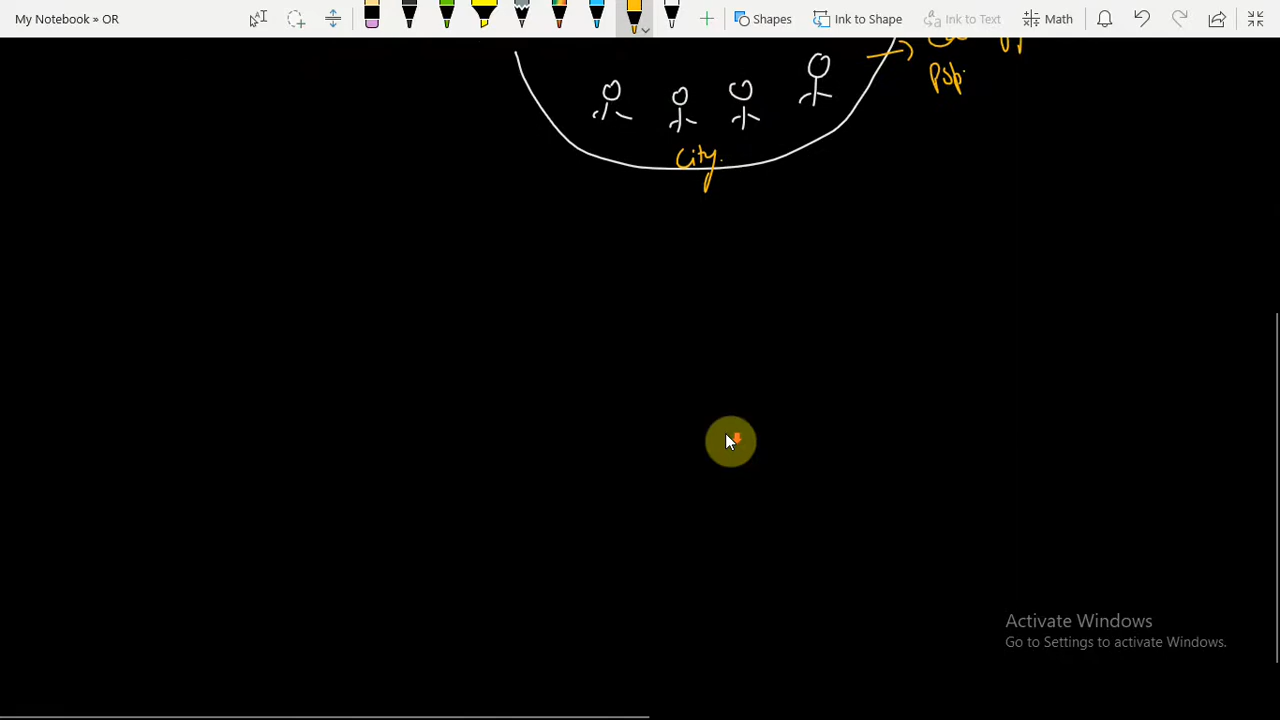 My Notebook » OR
Shapes
Ink to Shape
Ink to Text
Math
pop.
City.
Activate Windows
Go to Settings to activate Windows.